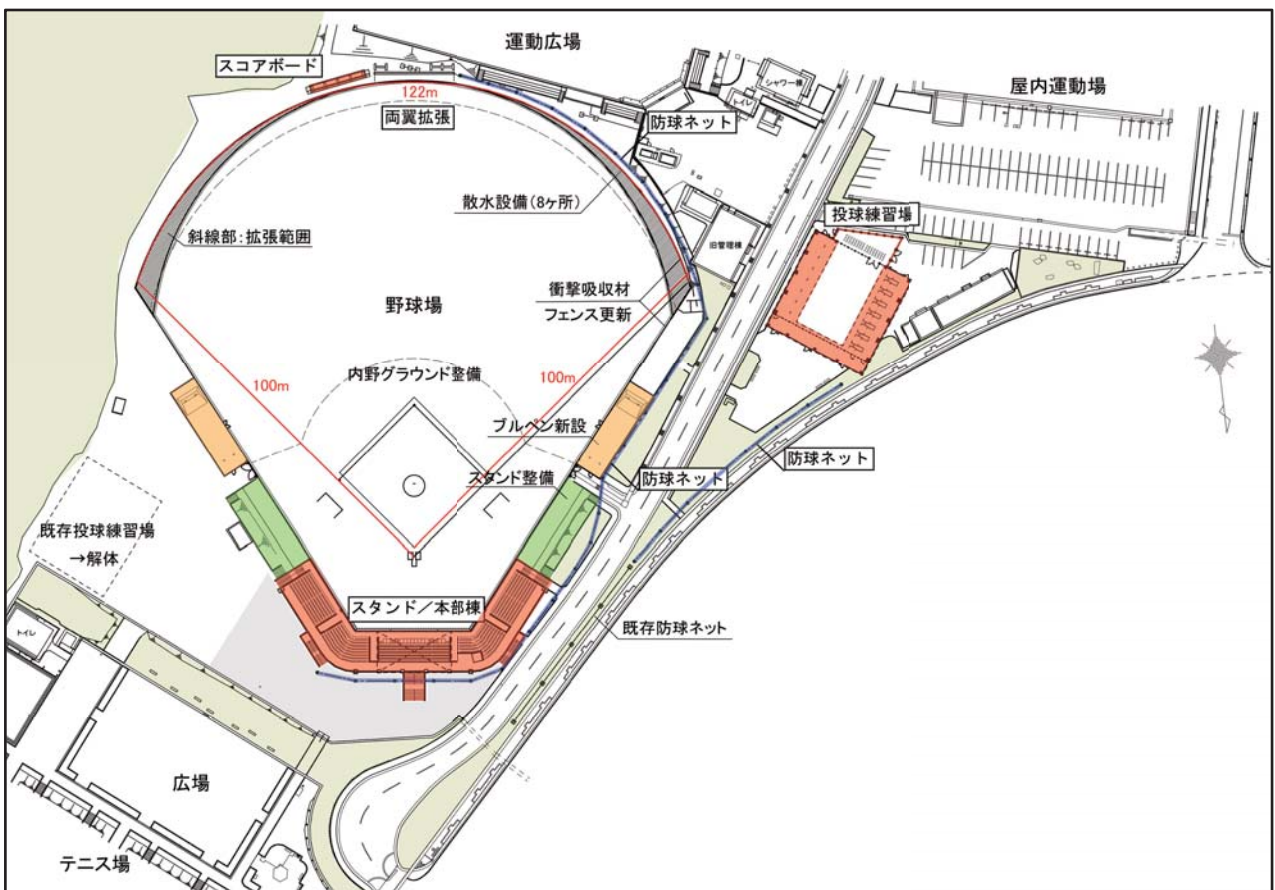 運動広場
スコアボード
シャワー棟
トイレ
屋内運動場
122m
両翼拡張
防球ネット
散水設備(8ヶ所)
投球練習場
斜線部:拡張範囲
旧管理棟
野球場
衝撃吸収材
フェンス更新
内野グラウンド整備
100m
100m
ブルペン新設
防球ネット
スタンド整備
防球ネット
既存投球練習場
→解体
スタンド/本部棟
既存防球ネット
トイレ
広場
テニス場